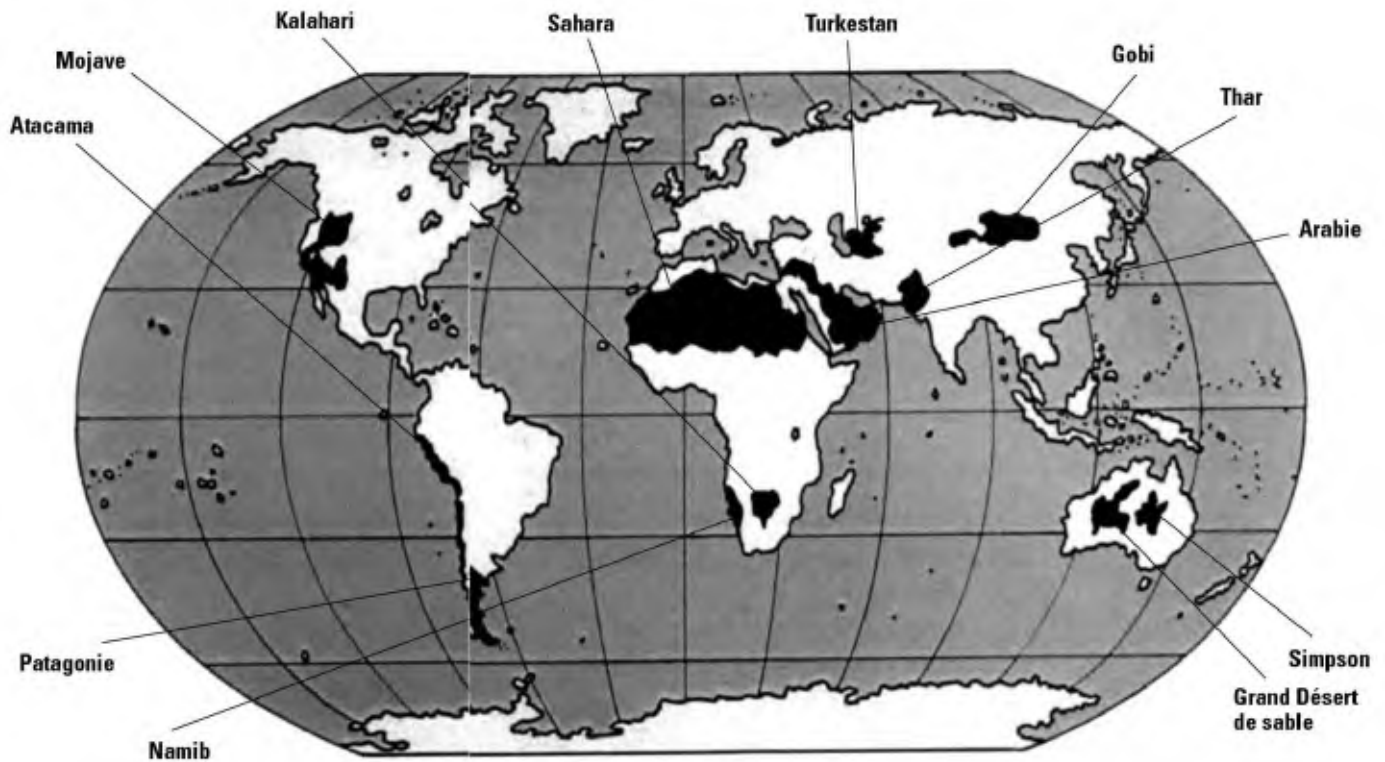 Kalahari
Sahara
Turkestan
Gobi
Mojave
Thar
Atacama
Arabie
Patagonie
Simpson
Grand Désert
de sable
Namib